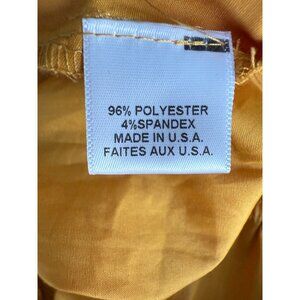 96% POLYESTER
4%SPANDEX
MADE IN U.S.A.
FAITES AUX U.S.A.